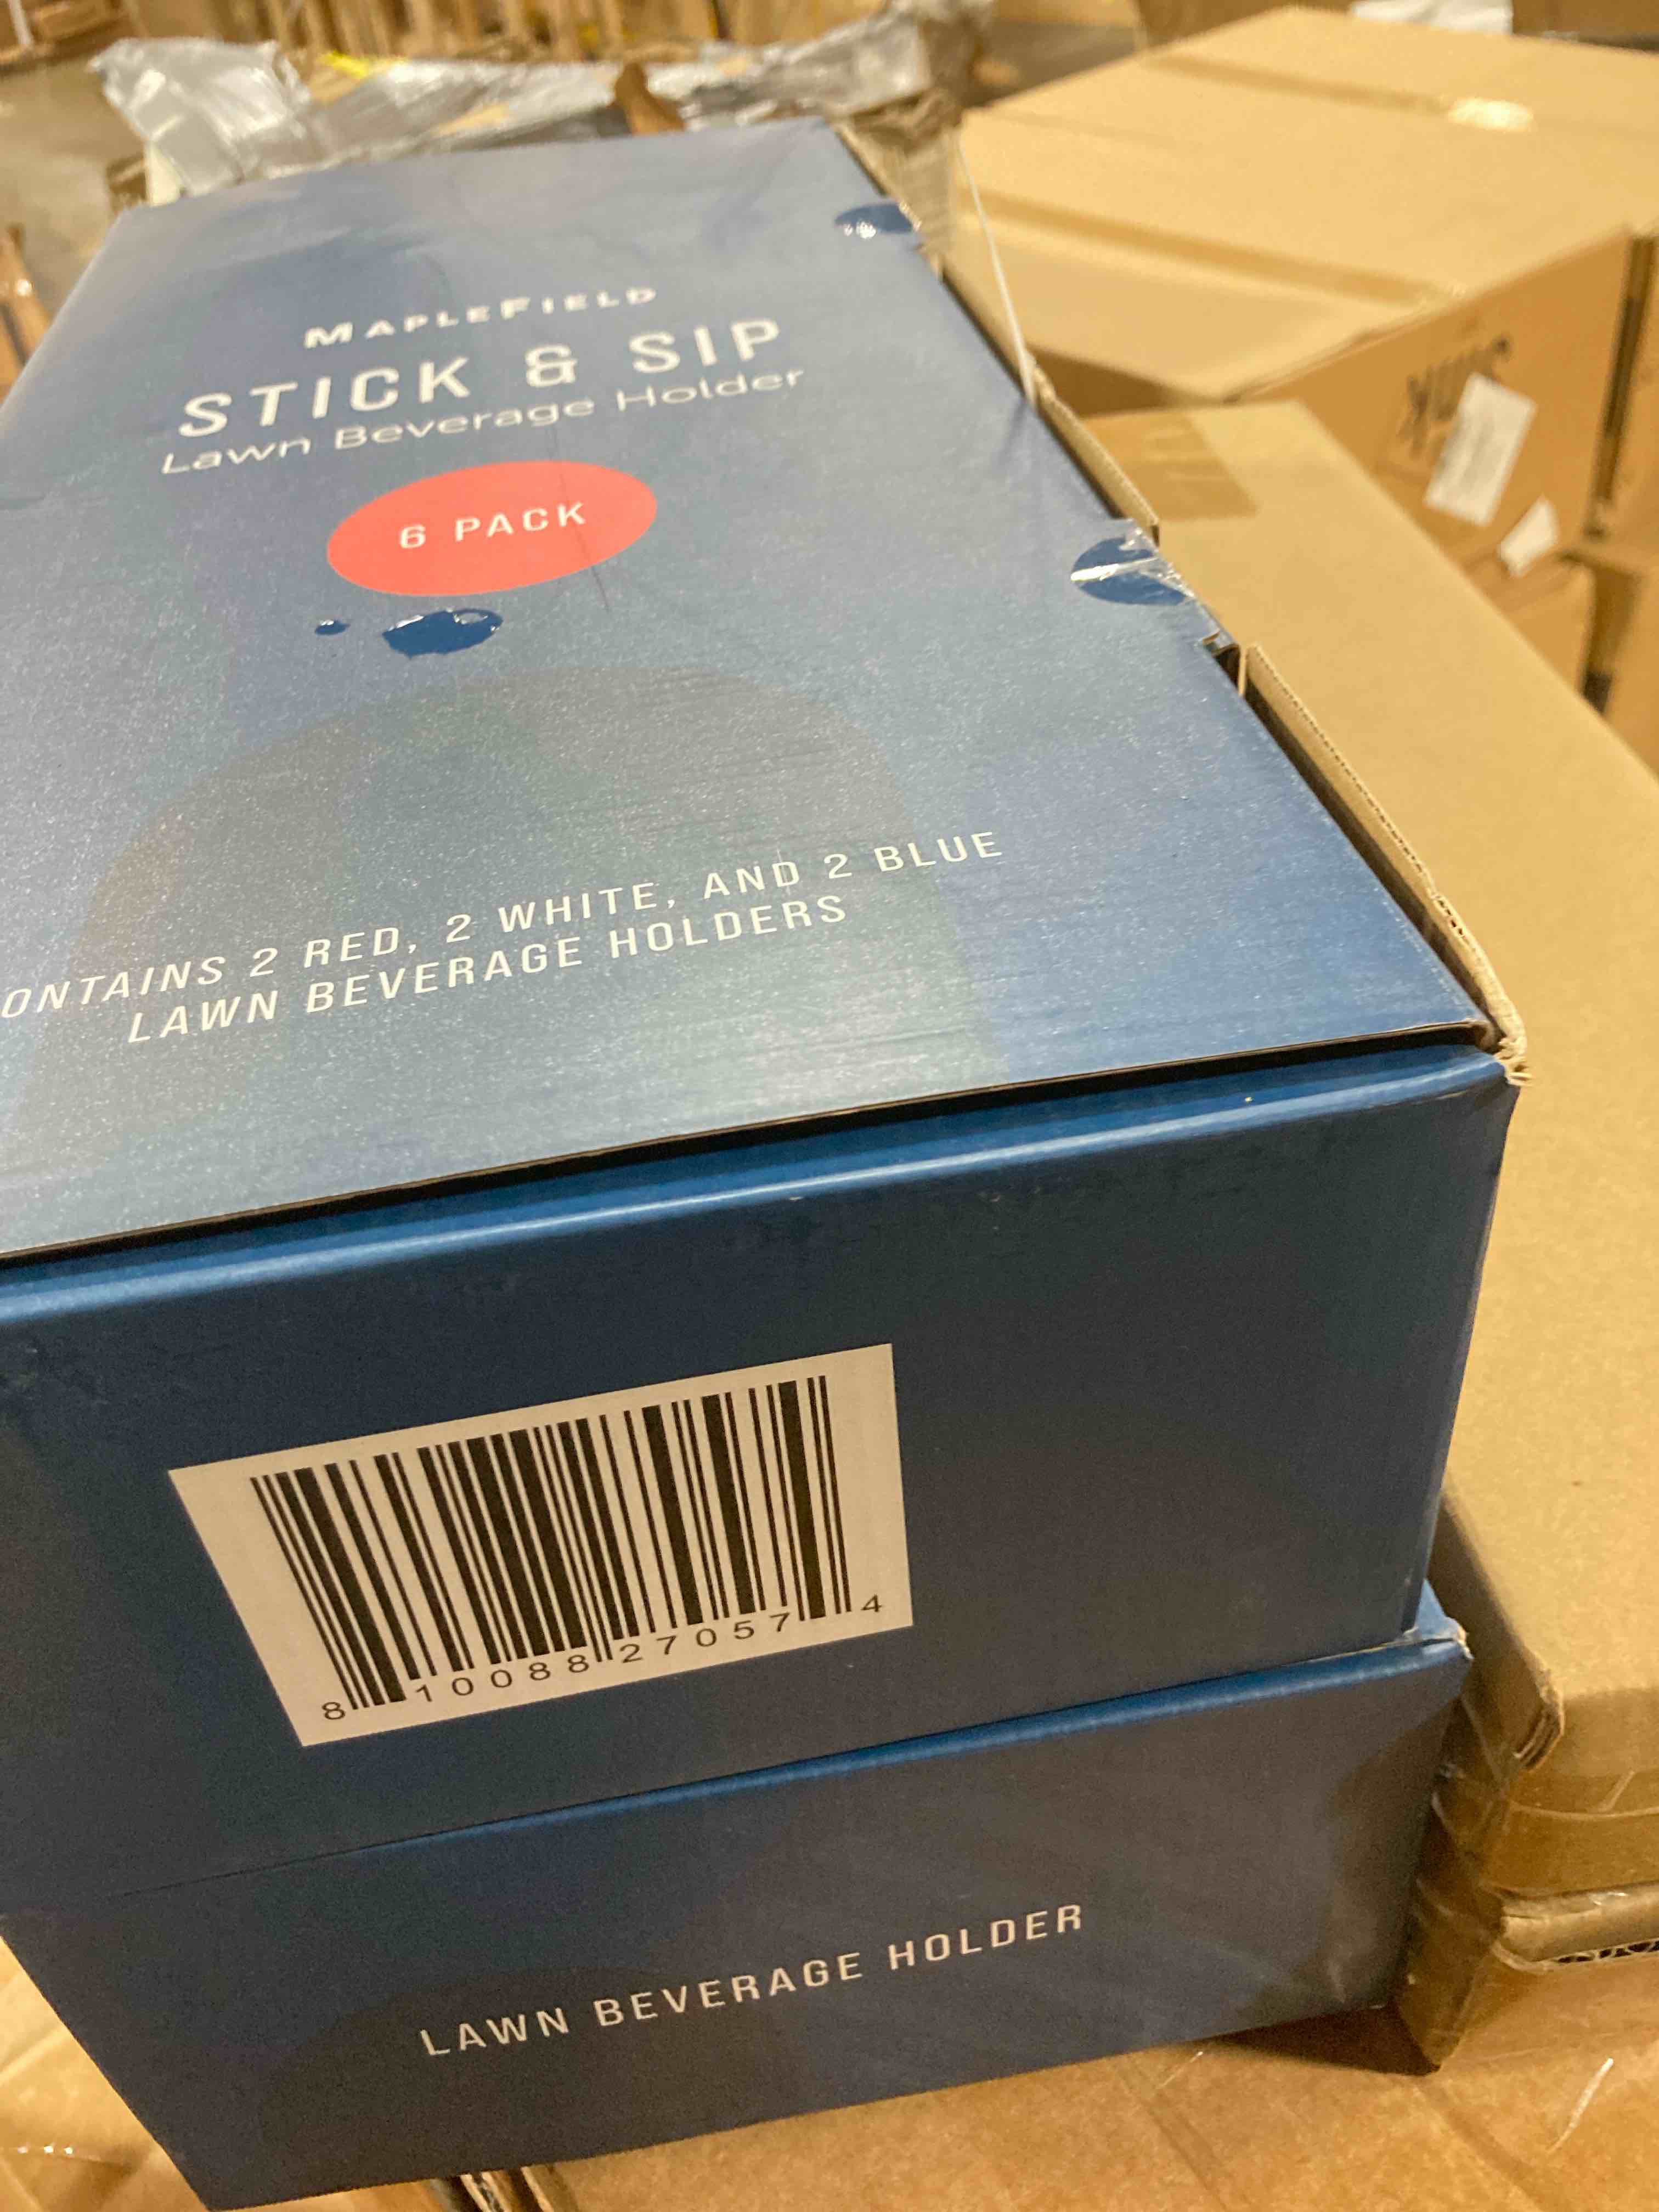 MAPLEFIELD
STICK & SIP
Lawn Beverage Holder
6 PACK
ONTAINS 2 RED, 2 WHITE, AND 2 BLUE
LAWN BEVERAGE HOLDERS
8 10088 27057 4
LAWN BEVERAGE HOLDER